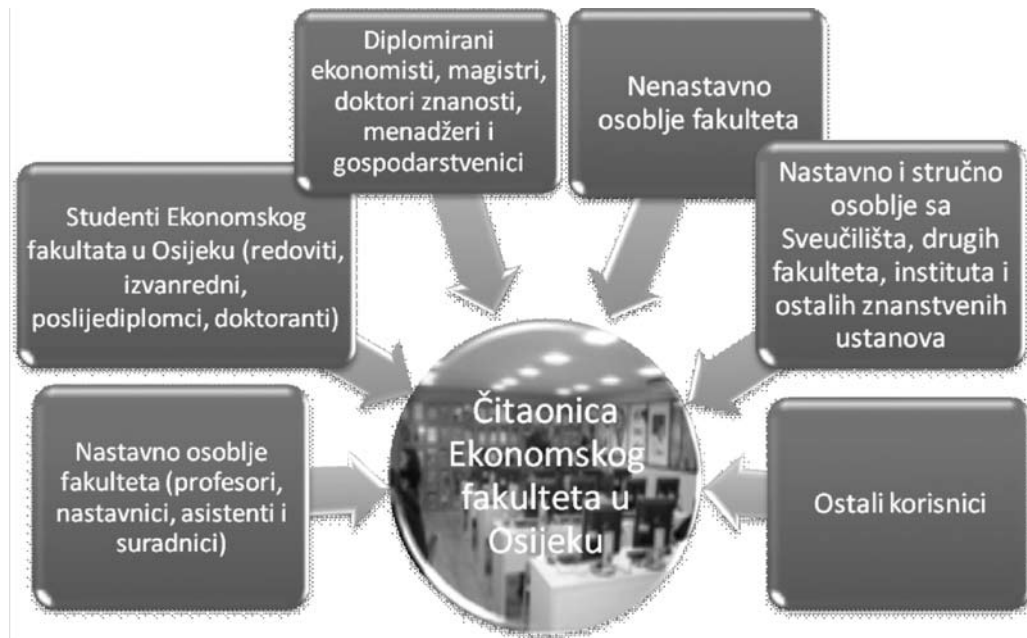 Diplomirani
ekonomisti, magistri,
doktori znanosti,
menadžeri i
gospodarstvenici
Nenastavno
osoblje fakulteta
Studenti Ekonomskog
fakultata u Osijeku (redoviti,
izvanredni,
poslijediplomci, doktoranti)
Nastavno i stručno
osoblje sa
Sveučilišta, drugih
fakulteta, instituta i
ostalih znanstvenih
ustanova
Nastavno osoblje
fakulteta (profesori,
nastavnici, asistenti i
suradnici)
Čitaonica
Ekonomskog
fakulteta u
Osijeku
Ostali korisnici